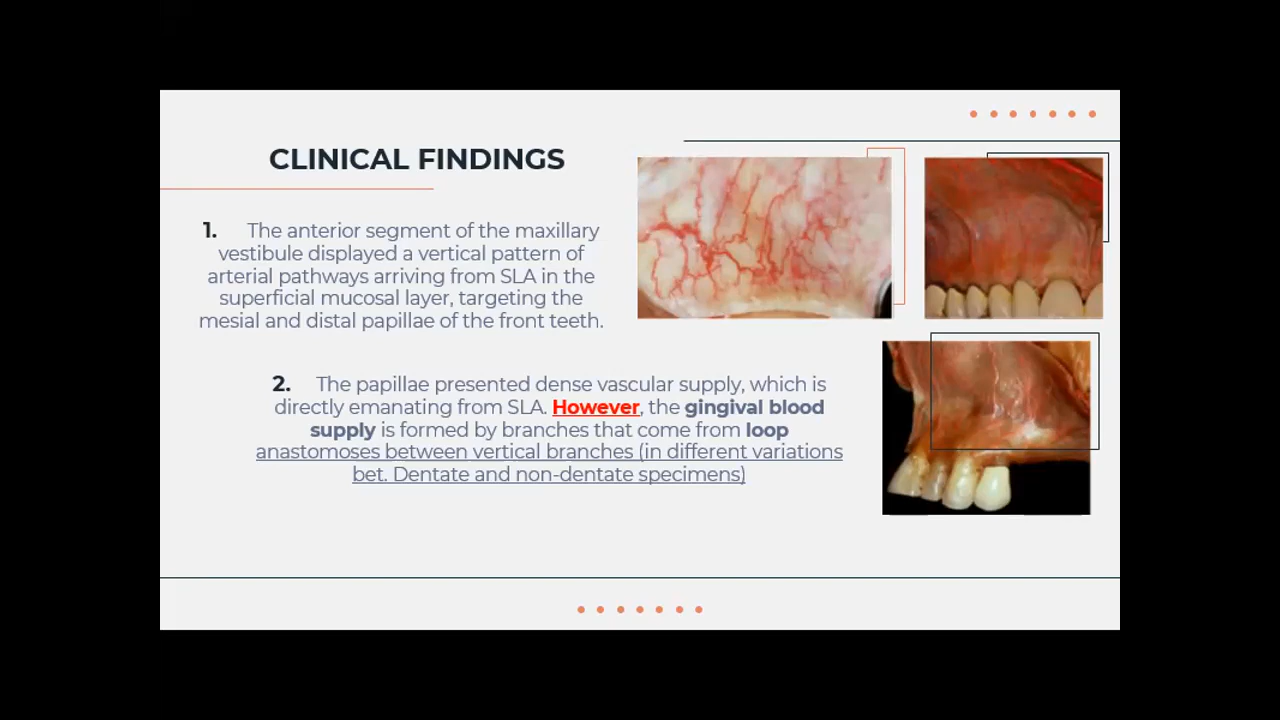 CLINICAL FINDINGS
1. The anterior segment of the maxillary
vestibule displayed a vertical pattern of
arterial pathways arriving from SLA in the
superficial mucosal layer, targeting the
mesial and distal papillae of the front teeth.
2. The papillae presented dense vascular supply, which is
directly emanating from SLA. However, the gingival blood
supply is formed by branches that come from loop
anastomoses between vertical branches (in different variations
bet. Dentate and non-dentate specimens)